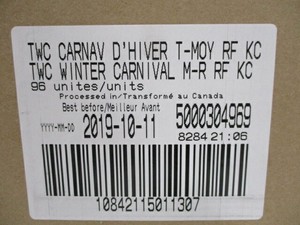 TWC CARNAV D'HIVER T-MOY RF KC
TWC WINTER CARNIVAL M-R RF KC
96 unites/units
Processed in/Transformé au Canada
Best before/Meilleur Avant
5000304969
YYYY-MM-DD 2019-10-11
8284 21:06
10842115011307